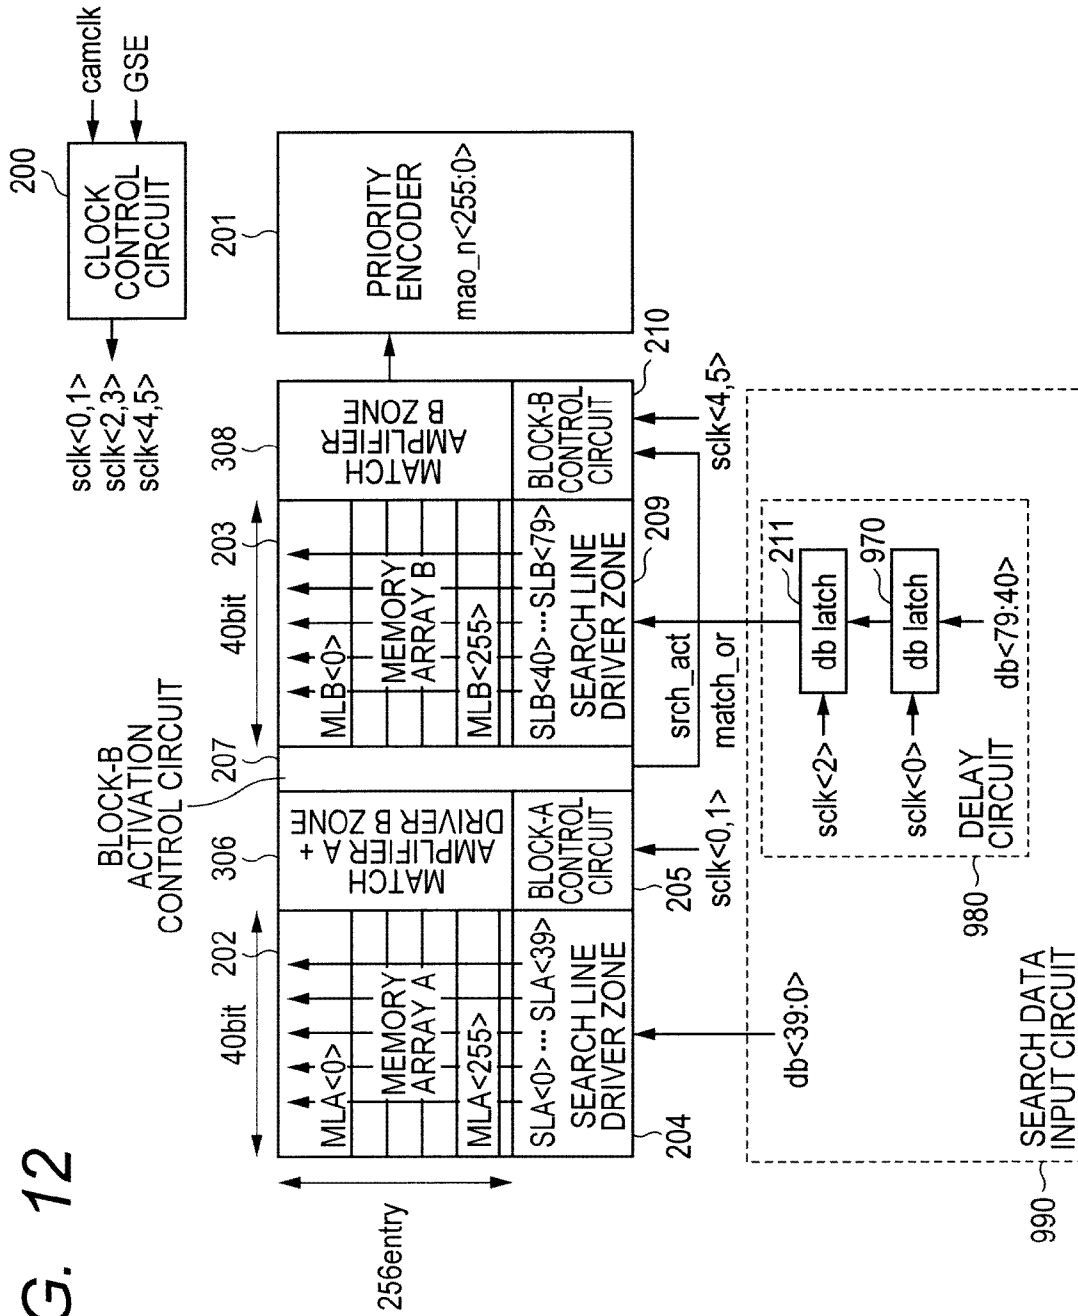 G. 12
200
CLOCK
CONTROL
CIRCUIT
camclk
GSE
sclk<0,1>
sclk<2,3>
sclk<4,5>
BLOCK-B
ACTIVATION
CONTROL CIRCUIT
40bit
202
306
207
40bit
203
308
201
256entry
MLA<0>
MEMORY
ARRAY A
MLA<255>
SLA<0> ... SLA<39>
SEARCH LINE
DRIVER ZONE
204
MATCH
AMPLIFIER A +
DRIVER B ZONE
BLOCK-A
CONTROL
CIRCUIT
205
sclk<0,1>
MLB<0>
MEMORY
ARRAY B
MLB<255>
SLB<40> ... SLB<79>
SEARCH LINE
DRIVER ZONE
209
MATCH
AMPLIFIER
B ZONE
BLOCK-B
CONTROL
CIRCUIT
210
sclk<4,5>
PRIORITY
ENCODER
mao_n<255:0>
srch_act
match_or
db<39:0>
211
db latch
sclk<2>
970
db latch
sclk<0>
db<79:40>
DELAY
CIRCUIT
980
SEARCH DATA
INPUT CIRCUIT
990